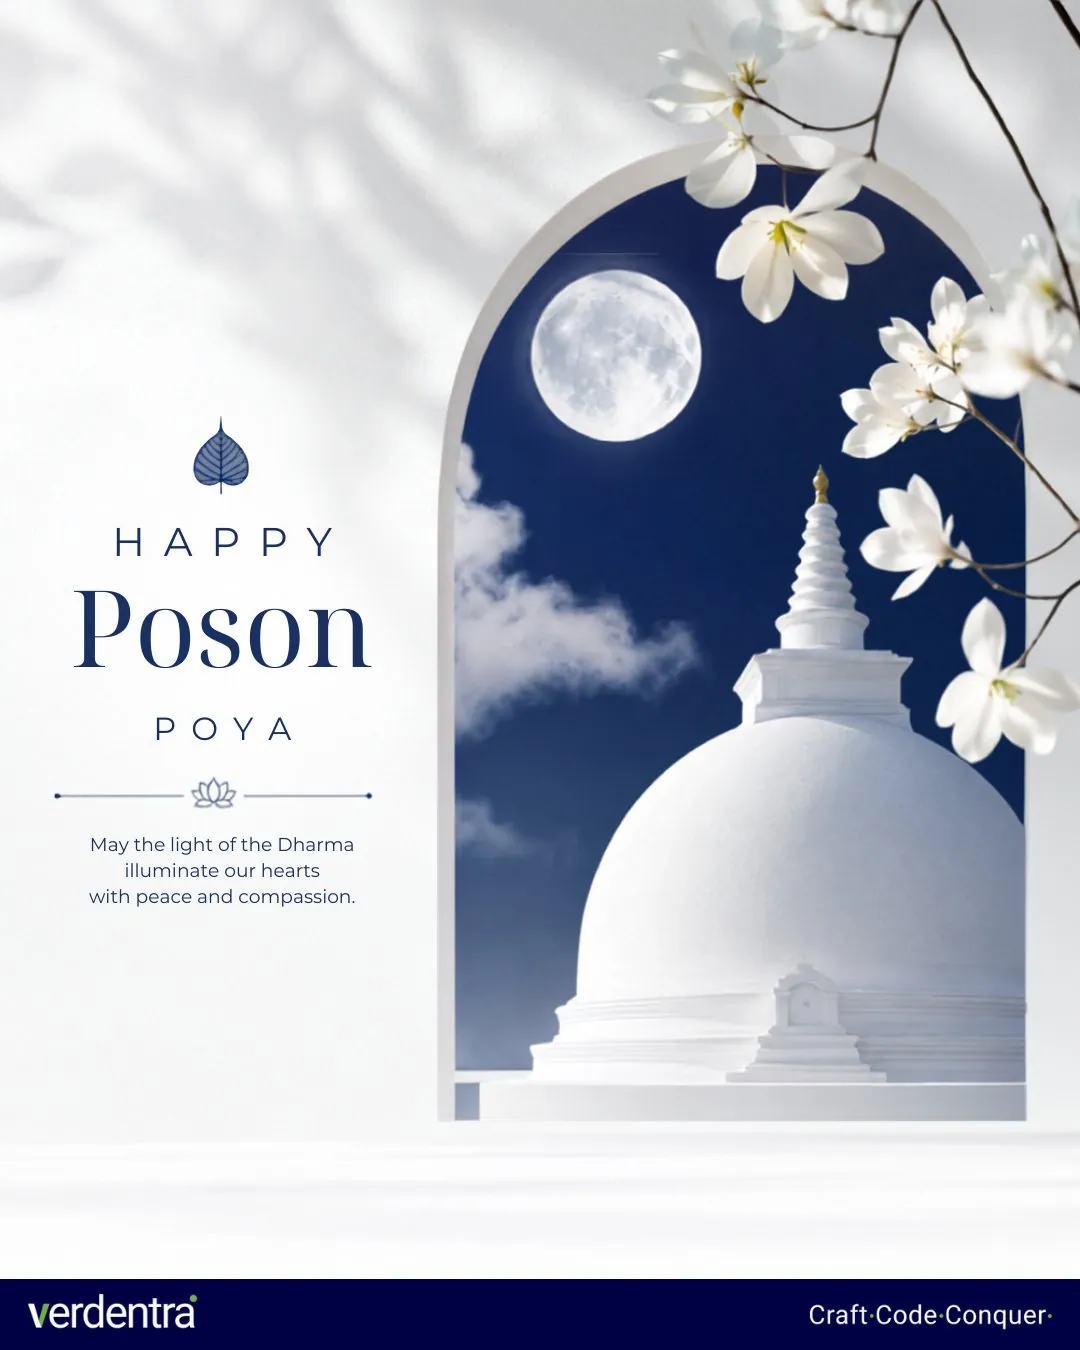 HAPPY
Poson
POYA
May the light of the Dharma
illuminate our hearts
with peace and compassion.
verdentra
Craft·Code·Conquer·